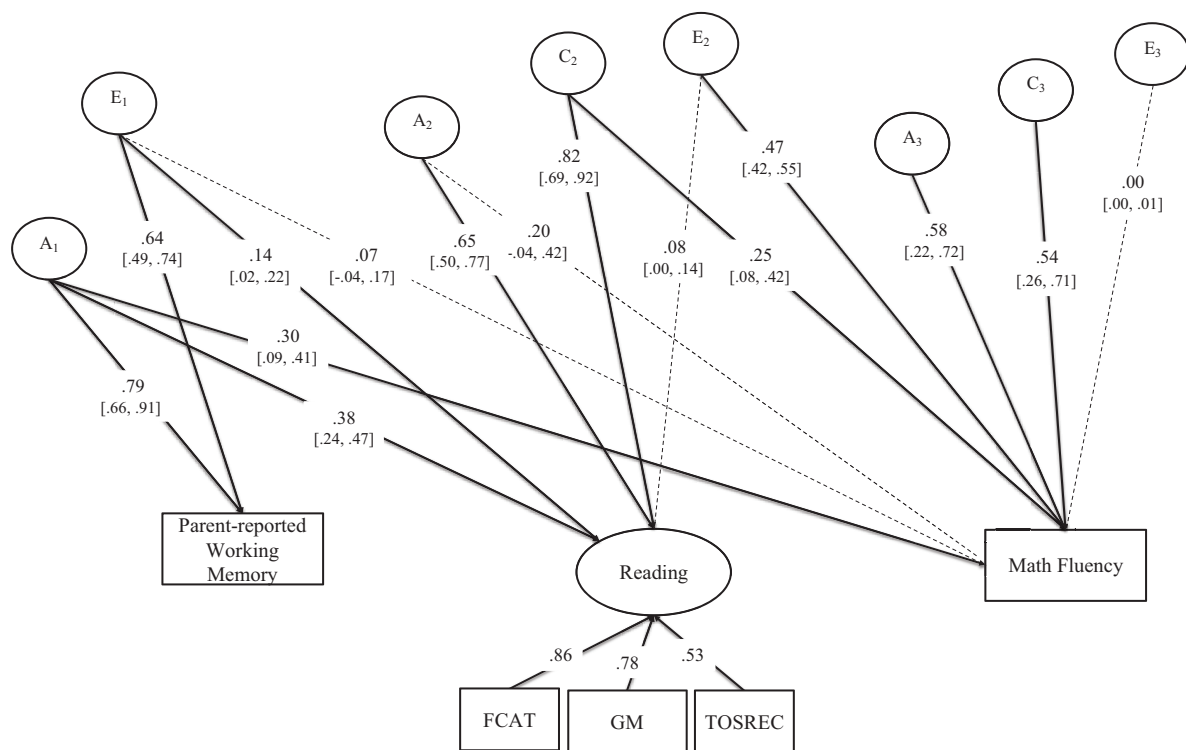 E3
E2
C2
C3
E1
A2
A3
A1
.82
[.69, .92]
.47
[.42, .55]
.00
[.00, .01]
.58
[.22, .72]
.54
[.26, .71]
.64
[.49, .74]
.14
[.02, .22]
.07
[-.04, .17]
.65
[.50, .77]
.20
-.04, .42]
.08
[.00, .14]
.25
[.08, .42]
.30
[.09, .41]
.79
[.66, .91]
.38
[.24, .47]
Parent-reported
Working
Memory
Reading
Math Fluency
.86
.78
.53
FCAT
GM
TOSREC